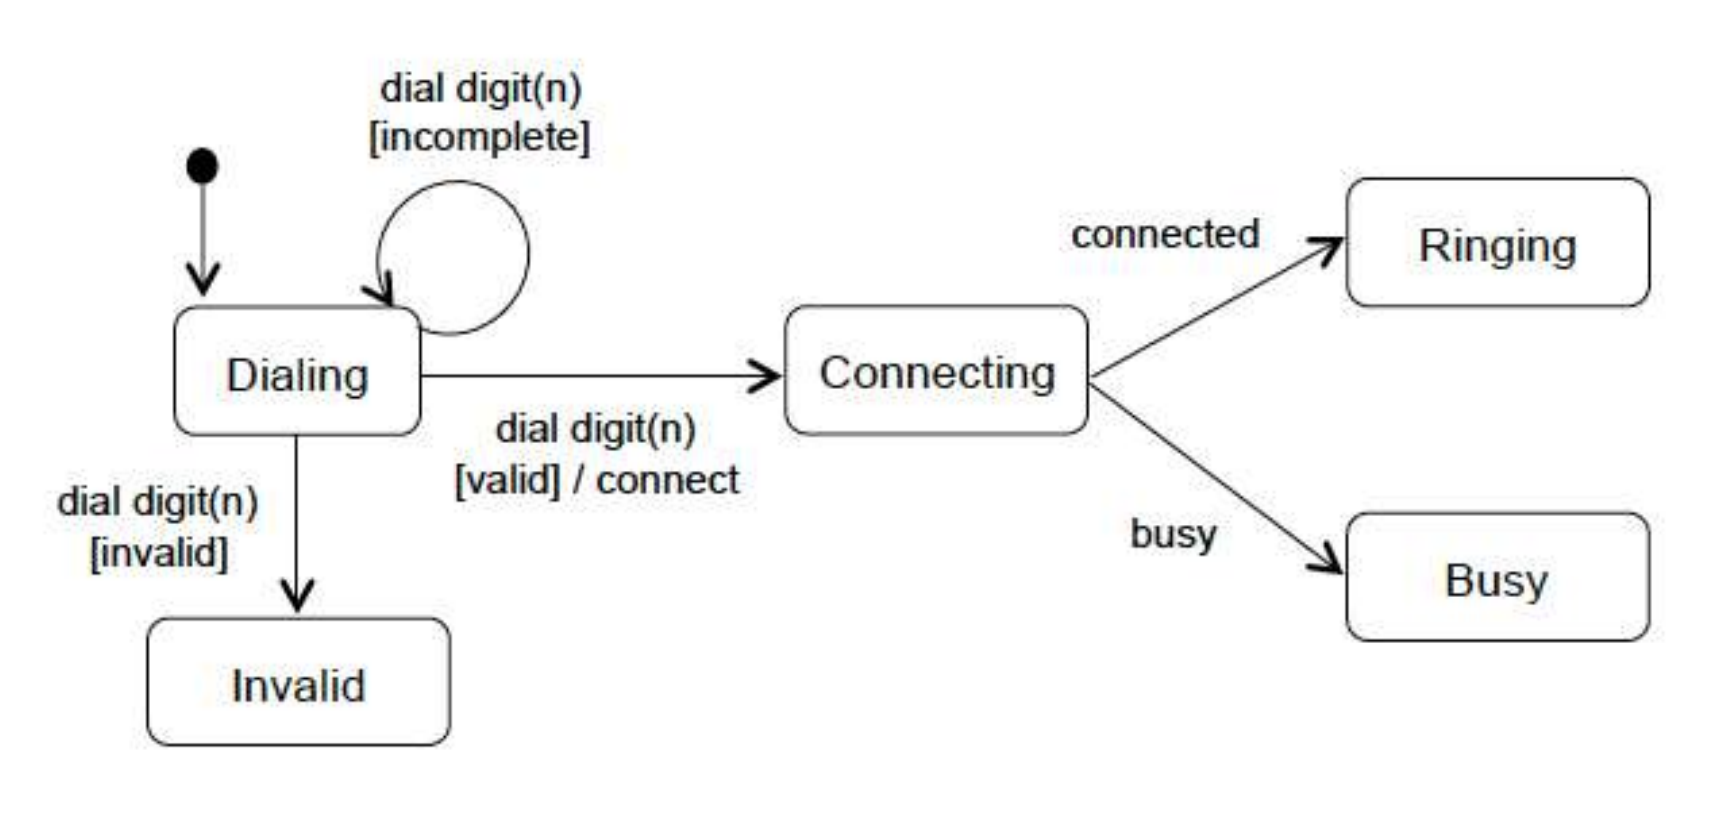 dial digit(n)
[incomplete]
connected
Ringing
Dialing
Connecting
dial digit(n)
[valid] / connect
dial digit(n)
[invalid]
busy
Busy
Invalid